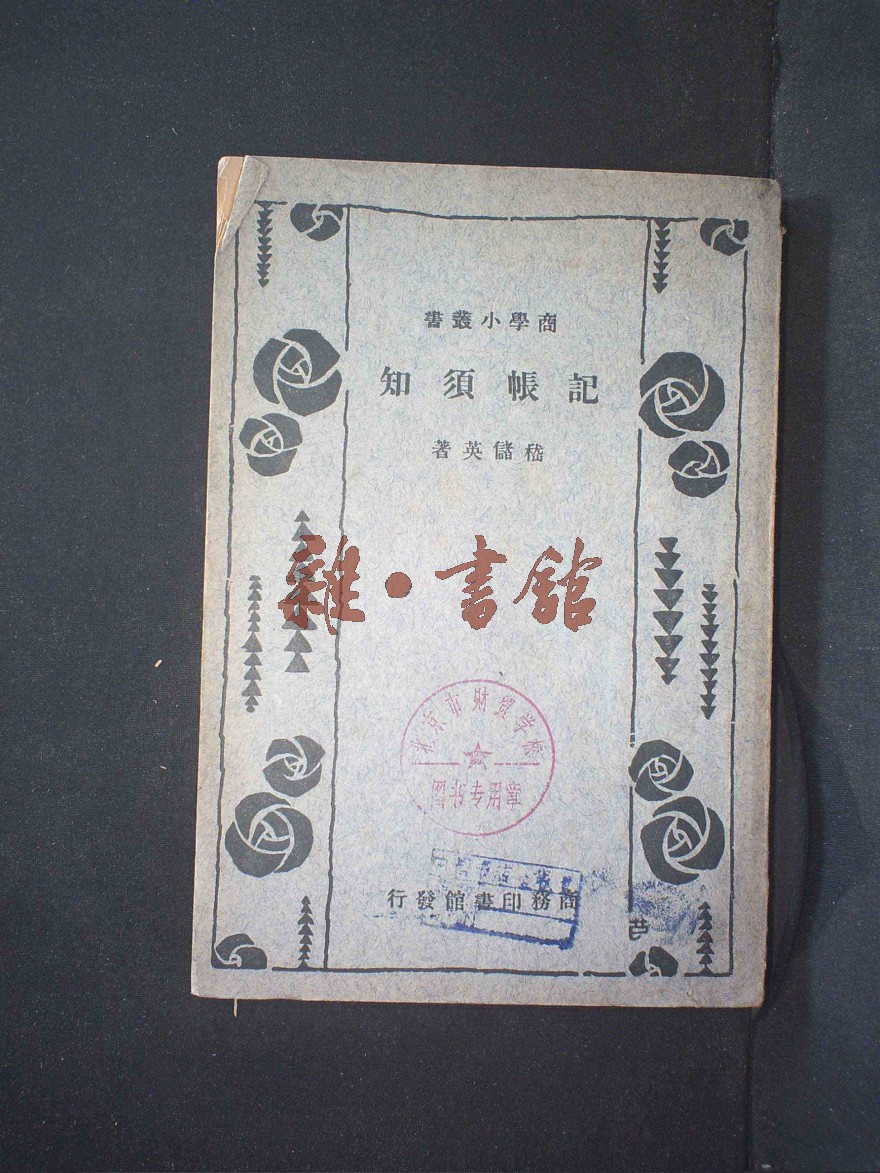 商學小叢書
記帳須知
嵇儲英著
雜·書館
北京市财贸学校
图书专用章
商務印書館發行